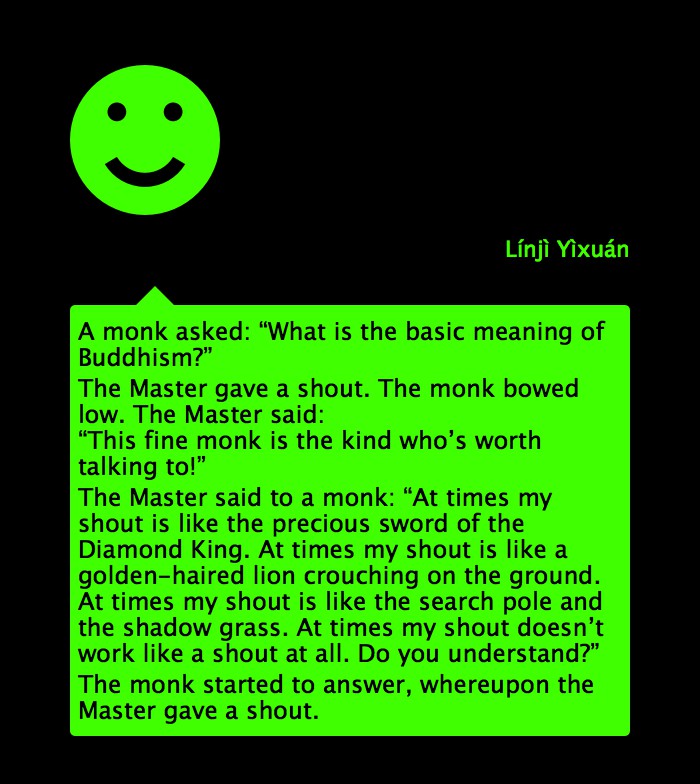 Línjì Yìxuán
A monk asked: “What is the basic meaning of
Buddhism?”
The Master gave a shout. The monk bowed
low. The Master said:
“This fine monk is the kind who’s worth
talking to!”
The Master said to a monk: “At times my
shout is like the precious sword of the
Diamond King. At times my shout is like a
golden-haired lion crouching on the ground.
At times my shout is like the search pole and
the shadow grass. At times my shout doesn’t
work like a shout at all. Do you understand?”
The monk started to answer, whereupon the
Master gave a shout.